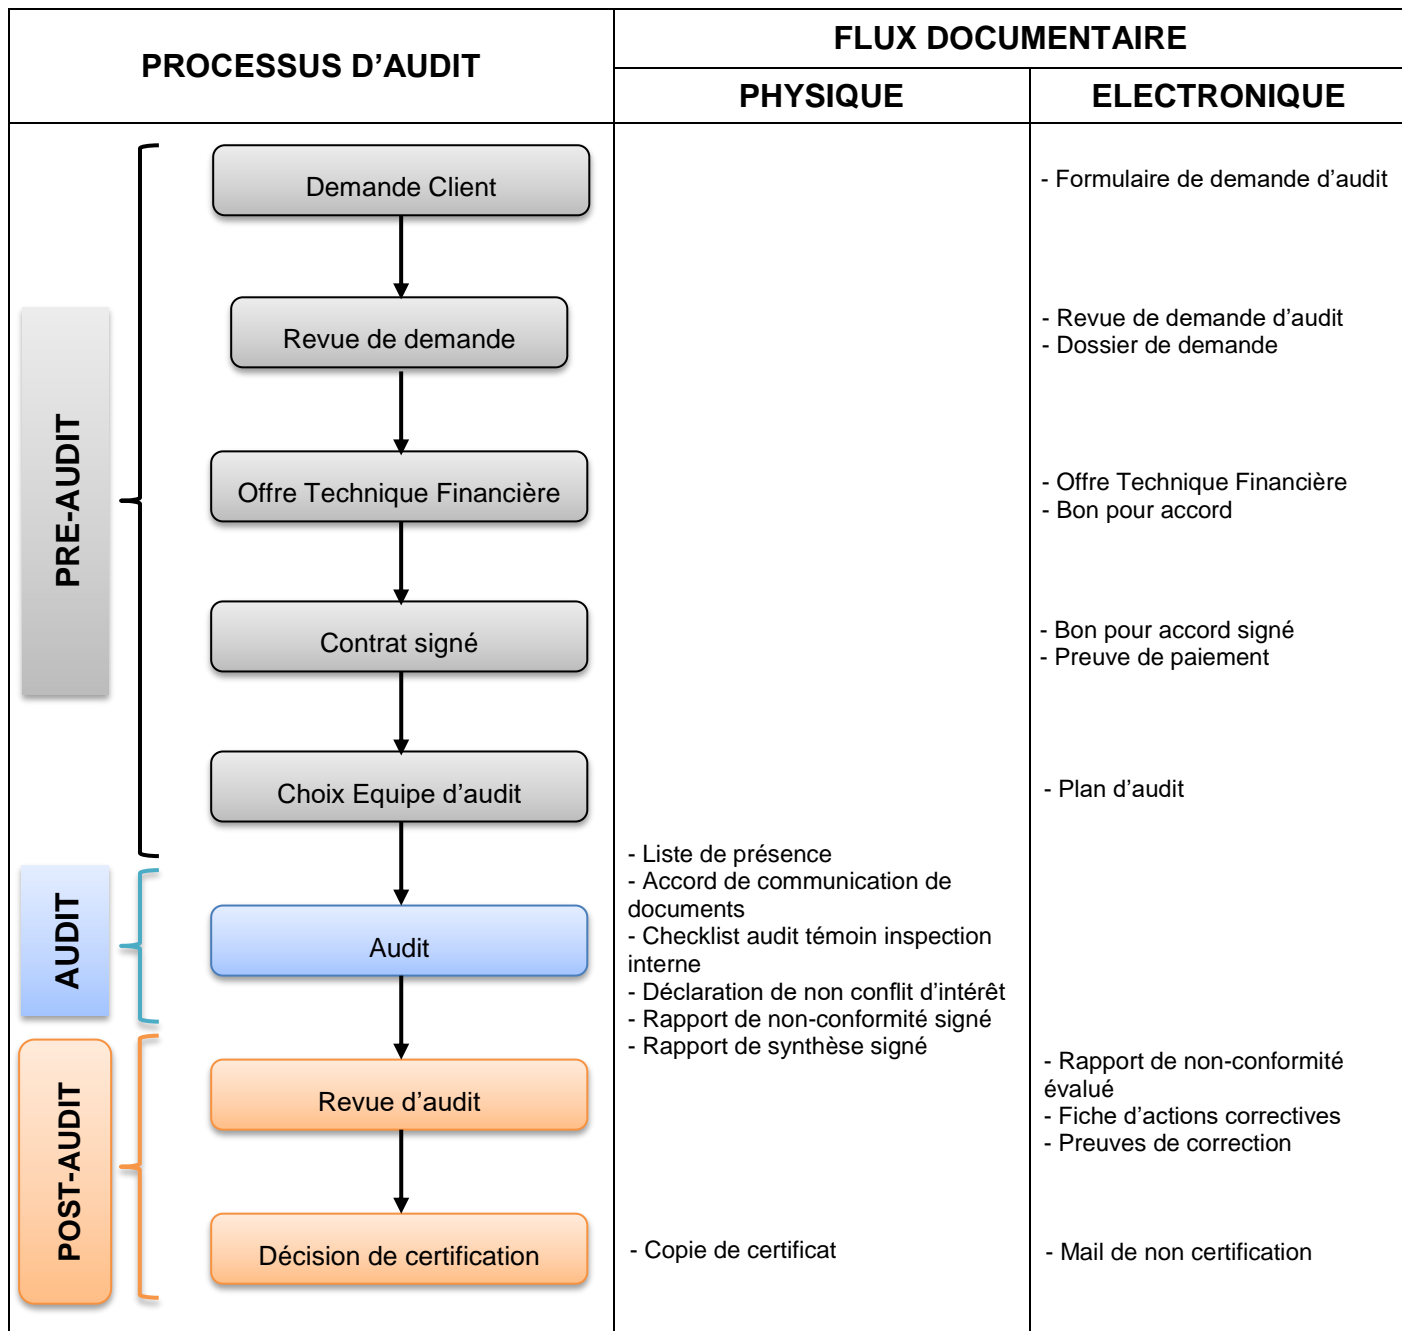 PROCESSUS D’AUDIT
FLUX DOCUMENTAIRE
PHYSIQUE
ELECTRONIQUE
PRE-AUDIT
Demande Client
- Formulaire de demande d’audit
Revue de demande
- Revue de demande d’audit
- Dossier de demande
Offre Technique Financière
- Offre Technique Financière
- Bon pour accord
Contrat signé
- Bon pour accord signé
- Preuve de paiement
Choix Equipe d’audit
- Plan d’audit
AUDIT
Audit
- Liste de présence
- Accord de communication de
documents
- Checklist audit témoin inspection
interne
- Déclaration de non conflit d’intérêt
- Rapport de non-conformité signé
- Rapport de synthèse signé
POST-AUDIT
Revue d’audit
- Rapport de non-conformité
évalué
- Fiche d’actions correctives
- Preuves de correction
Décision de certification
- Copie de certificat
- Mail de non certification